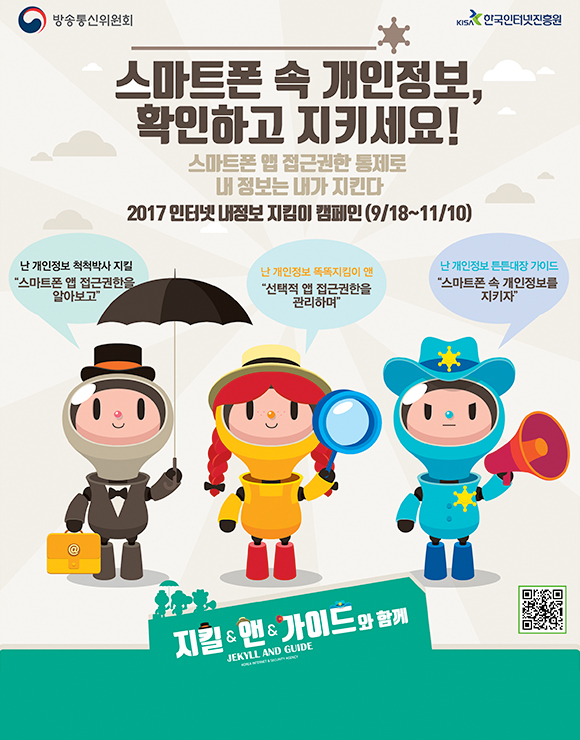 방송통신위원회
KISA 한국인터넷진흥원
스마트폰 속 개인정보,
확인하고 지키세요!
스마트폰 앱 접근권한 통제로
내 정보는 내가 지킨다
2017 인터넷 내정보 지킴이 캠페인 (9/18~11/10)
난 개인정보 척척박사 지킬
“스마트폰 앱 접근권한을
알아보고”
난 개인정보 똑똑지킴이 앤
“선택적 앱 접근권한을
관리하며”
난 개인정보 튼튼대장 가이드
“스마트폰 속 개인정보를
지키자”
@
지킬&앤&가이드와 함께
JEKYLL AND GUIDE
KOREA INTERNET & SECURITY AGENCY